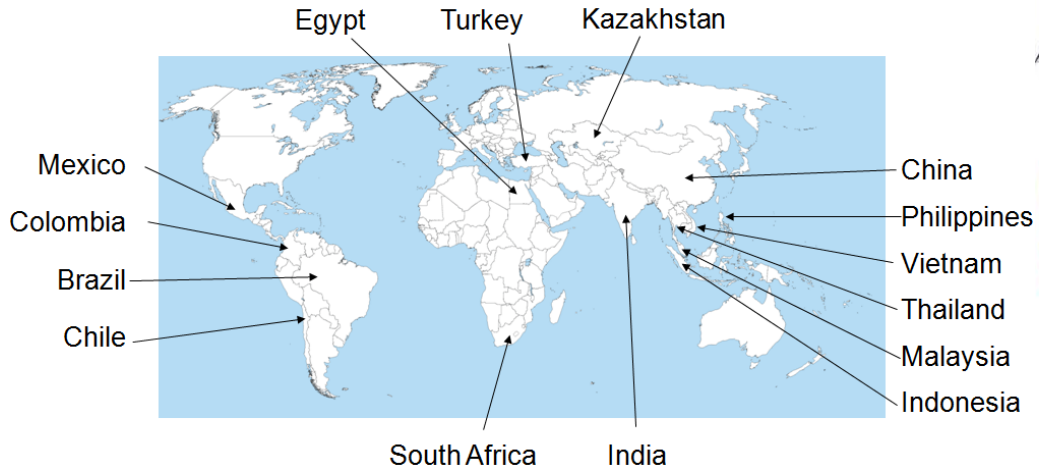 Egypt
Turkey
Kazakhstan
Mexico
Colombia
Brazil
Chile
China
Philippines
Vietnam
Thailand
Malaysia
Indonesia
South Africa
India